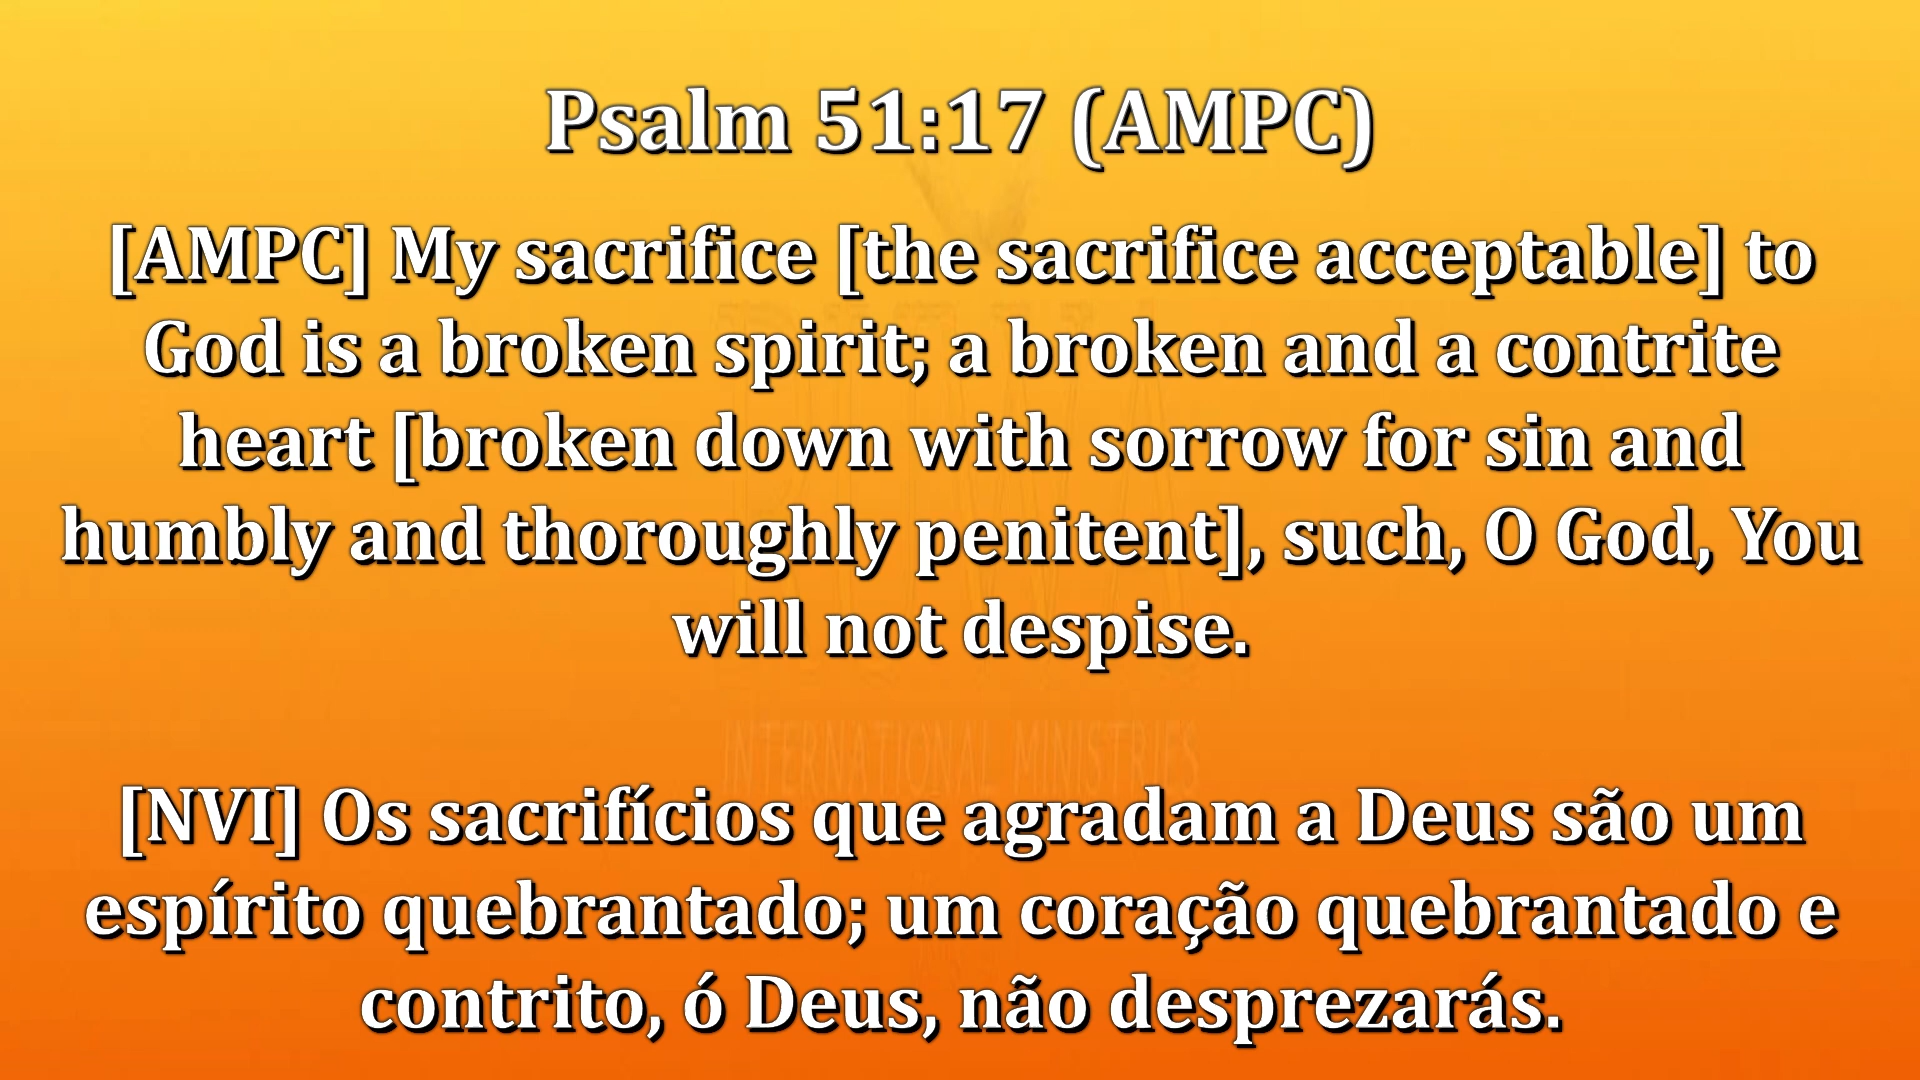 Psalm 51:17 (AMPC)
[AMPC] My sacrifice [the sacrifice acceptable] to
God is a broken spirit; a broken and a contrite
heart [broken down with sorrow for sin and
humbly and thoroughly penitent], such, O God, You
will not despise.
INTERNATIONAL MINISTRIES
[NVI] Os sacrifícios que agradam a Deus são um
espírito quebrantado; um coração quebrantado e
contrito, ó Deus, não desprezarás.